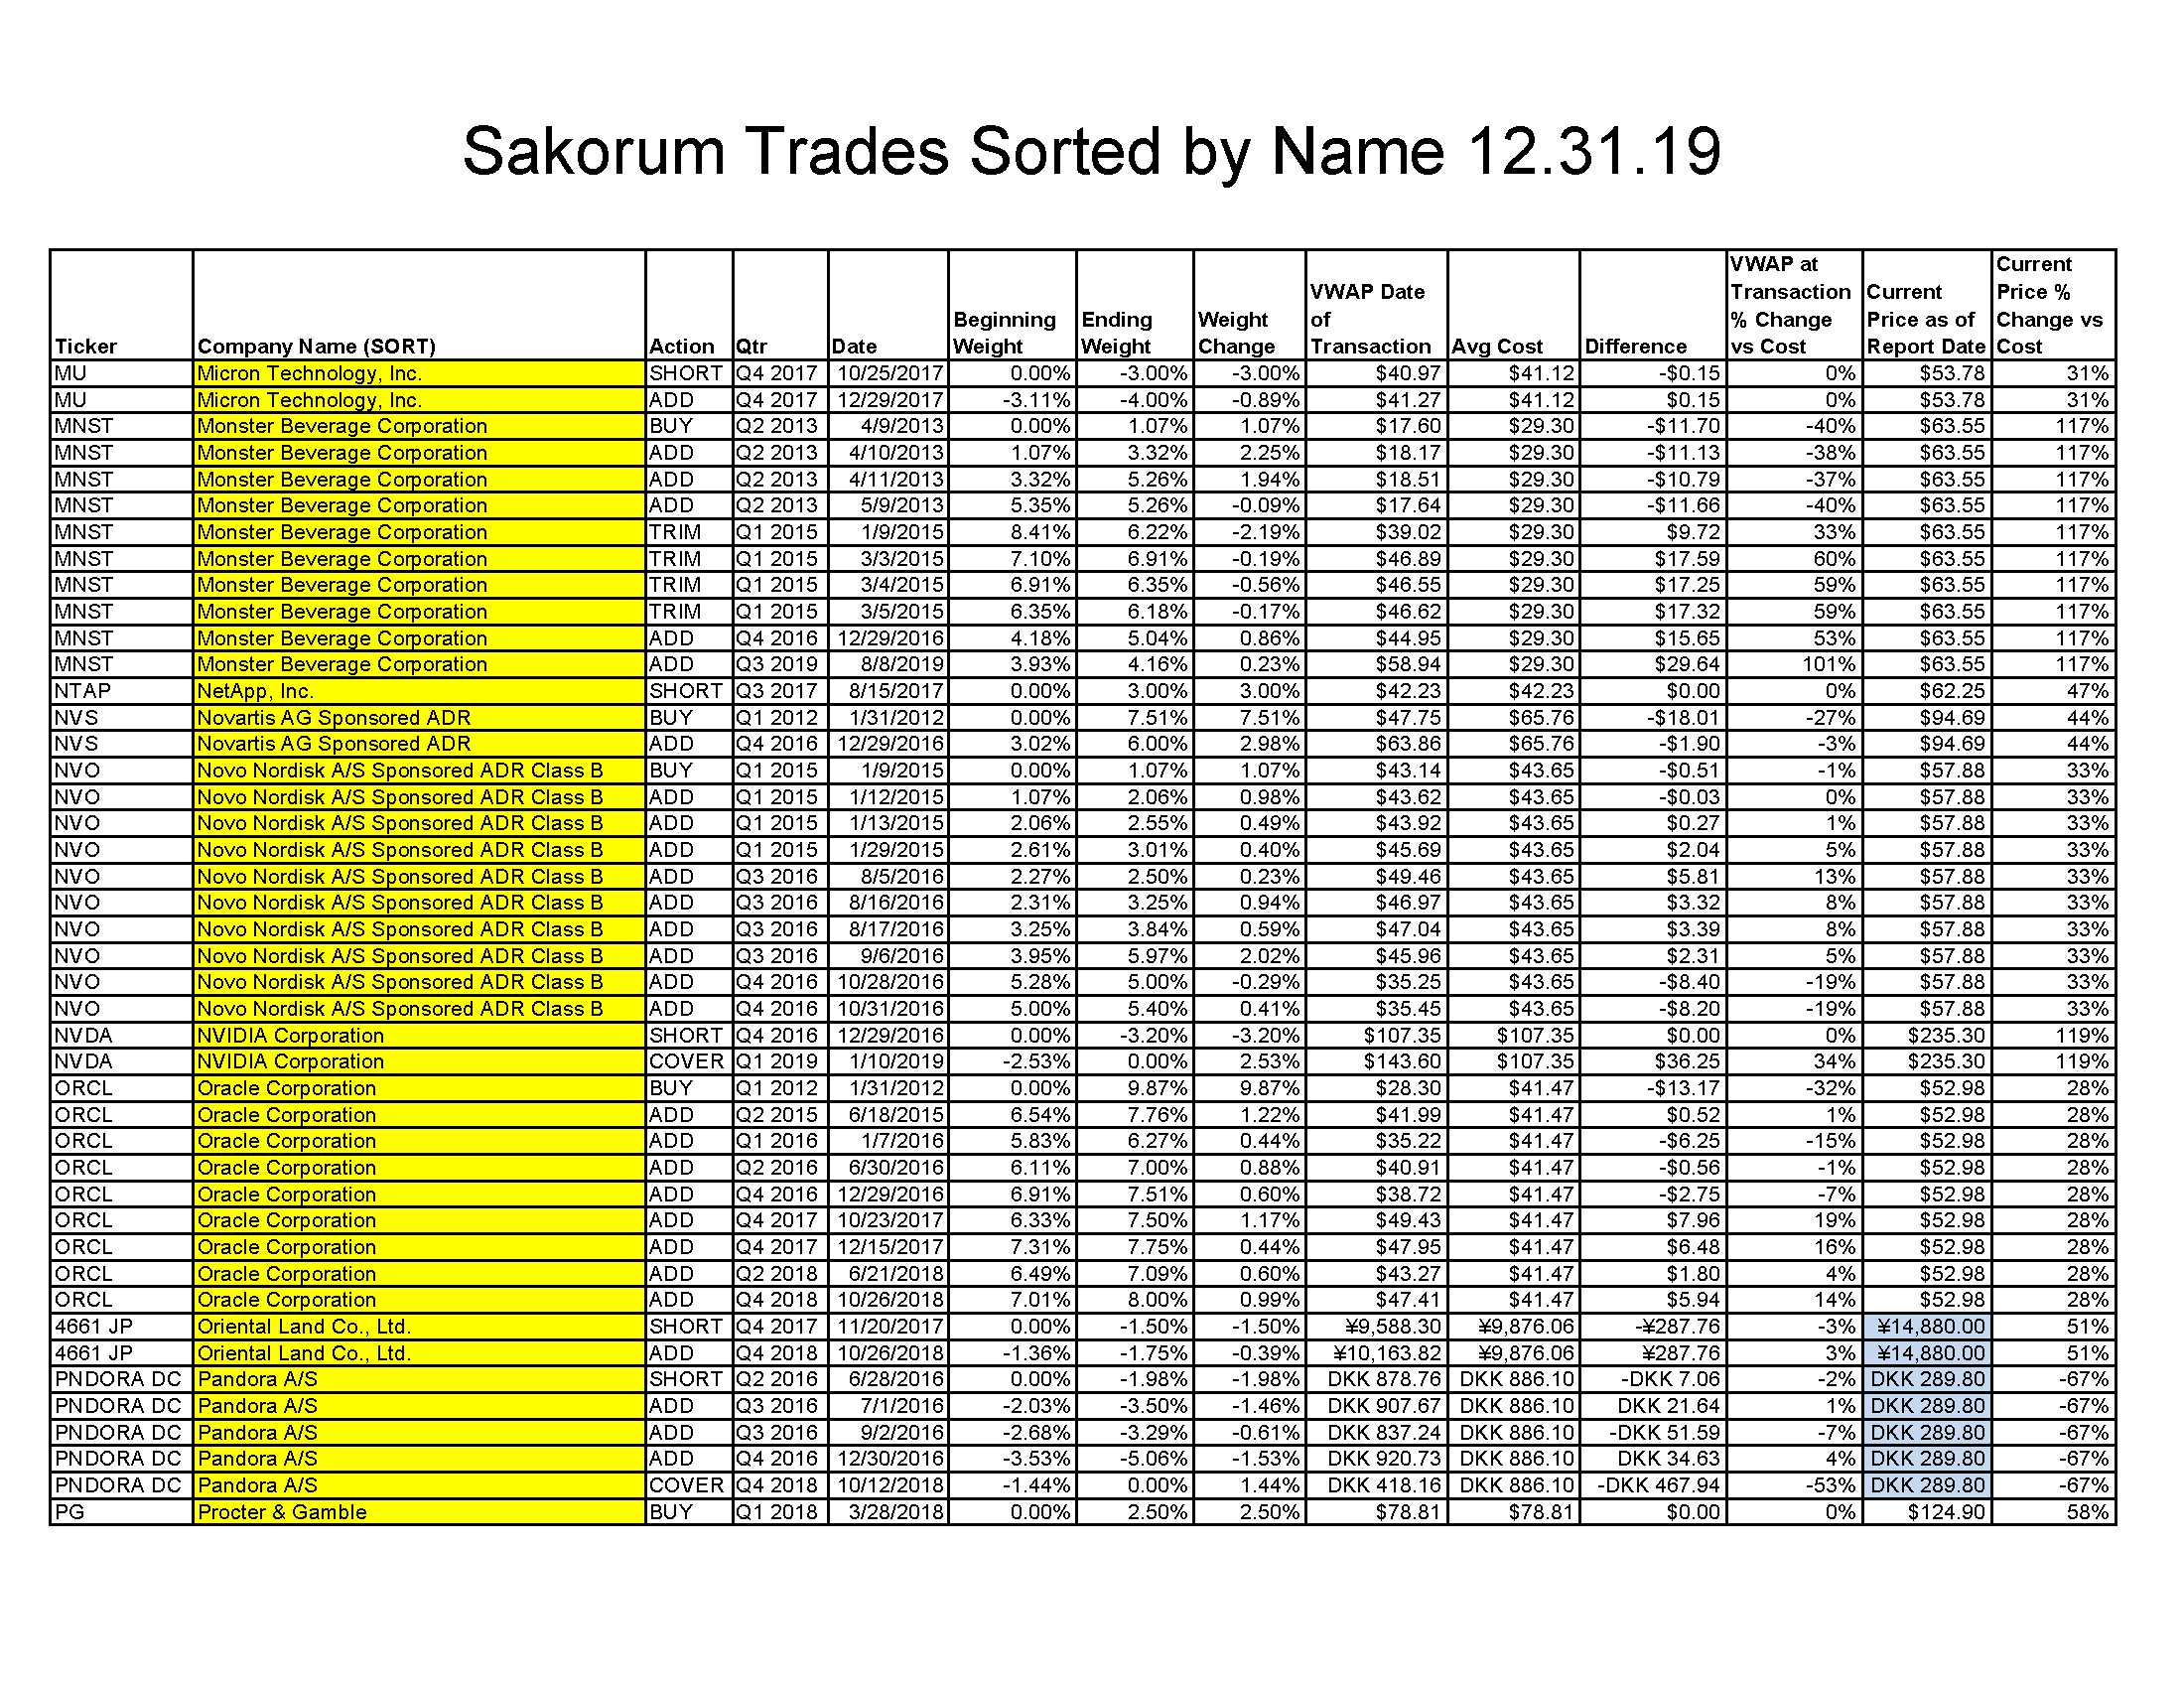 Sakorum Trades Sorted by Name 12.31.19
Ticker Company Name (SORT) Action Qtr Date Beginning Weight Ending Weight Weight Change VWAP Date of Transaction Avg Cost Difference VWAP at Transaction % Change vs Cost Current Price as of Report Date Current Price % Change vs Cost
MU Micron Technology, Inc. SHORT Q4 2017 10/25/2017 0.00% -3.00% -3.00% $40.97 $41.12 -$0.15 0% $53.78 31%
MU Micron Technology, Inc. ADD Q4 2017 12/29/2017 -3.11% -4.00% -0.89% $41.27 $41.12 $0.15 0% $53.78 31%
MNST Monster Beverage Corporation BUY Q2 2013 4/9/2013 0.00% 1.07% 1.07% $17.60 $29.30 -$11.70 -40% $63.55 117%
MNST Monster Beverage Corporation ADD Q2 2013 4/10/2013 1.07% 3.32% 2.25% $18.17 $29.30 -$11.13 -38% $63.55 117%
MNST Monster Beverage Corporation ADD Q2 2013 4/11/2013 3.32% 5.26% 1.94% $18.51 $29.30 -$10.79 -37% $63.55 117%
MNST Monster Beverage Corporation ADD Q2 2013 5/9/2013 5.35% 5.26% -0.09% $17.64 $29.30 -$11.66 -40% $63.55 117%
MNST Monster Beverage Corporation TRIM Q1 2015 1/9/2015 8.41% 6.22% -2.19% $39.02 $29.30 $9.72 33% $63.55 117%
MNST Monster Beverage Corporation TRIM Q1 2015 3/3/2015 7.10% 6.91% -0.19% $46.89 $29.30 $17.59 60% $63.55 117%
MNST Monster Beverage Corporation TRIM Q1 2015 3/4/2015 6.91% 6.35% -0.56% $46.55 $29.30 $17.25 59% $63.55 117%
MNST Monster Beverage Corporation TRIM Q1 2015 3/5/2015 6.35% 6.18% -0.17% $46.62 $29.30 $17.32 59% $63.55 117%
MNST Monster Beverage Corporation ADD Q4 2016 12/29/2016 4.18% 5.04% 0.86% $44.95 $29.30 $15.65 53% $63.55 117%
MNST Monster Beverage Corporation ADD Q3 2019 8/8/2019 3.93% 4.16% 0.23% $58.94 $29.30 $29.64 101% $63.55 117%
NTAP NetApp, Inc. SHORT Q3 2017 8/15/2017 0.00% 3.00% 3.00% $42.23 $42.23 $0.00 0% $62.25 47%
NVS Novartis AG Sponsored ADR BUY Q1 2012 1/31/2012 0.00% 7.51% 7.51% $47.75 $65.76 -$18.01 -27% $94.69 44%
NVS Novartis AG Sponsored ADR ADD Q4 2016 12/29/2016 3.02% 6.00% 2.98% $63.86 $65.76 -$1.90 -3% $94.69 44%
NVO Novo Nordisk A/S Sponsored ADR Class B BUY Q1 2015 1/9/2015 0.00% 1.07% 1.07% $43.14 $43.65 -$0.51 -1% $57.88 33%
NVO Novo Nordisk A/S Sponsored ADR Class B ADD Q1 2015 1/12/2015 1.07% 2.06% 0.98% $43.62 $43.65 -$0.03 0% $57.88 33%
NVO Novo Nordisk A/S Sponsored ADR Class B ADD Q1 2015 1/13/2015 2.06% 2.55% 0.49% $43.92 $43.65 $0.27 1% $57.88 33%
NVO Novo Nordisk A/S Sponsored ADR Class B ADD Q1 2015 1/29/2015 2.61% 3.01% 0.40% $45.69 $43.65 $2.04 5% $57.88 33%
NVO Novo Nordisk A/S Sponsored ADR Class B ADD Q3 2016 8/5/2016 2.27% 2.50% 0.23% $49.46 $43.65 $5.81 13% $57.88 33%
NVO Novo Nordisk A/S Sponsored ADR Class B ADD Q3 2016 8/16/2016 2.31% 3.25% 0.94% $46.97 $43.65 $3.32 8% $57.88 33%
NVO Novo Nordisk A/S Sponsored ADR Class B ADD Q3 2016 8/17/2016 3.25% 3.84% 0.59% $47.04 $43.65 $3.39 8% $57.88 33%
NVO Novo Nordisk A/S Sponsored ADR Class B ADD Q3 2016 9/6/2016 3.95% 5.97% 2.02% $45.96 $43.65 $2.31 5% $57.88 33%
NVO Novo Nordisk A/S Sponsored ADR Class B ADD Q4 2016 10/28/2016 5.28% 5.00% -0.29% $35.25 $43.65 -$8.40 -19% $57.88 33%
NVO Novo Nordisk A/S Sponsored ADR Class B ADD Q4 2016 10/31/2016 5.00% 5.40% 0.41% $35.45 $43.65 -$8.20 -19% $57.88 33%
NVDA NVIDIA Corporation SHORT Q4 2016 12/29/2016 0.00% -3.20% -3.20% $107.35 $107.35 $0.00 0% $235.30 119%
NVDA NVIDIA Corporation COVER Q1 2019 1/10/2019 -2.53% 0.00% 2.53% $143.60 $107.35 $36.25 34% $235.30 119%
ORCL Oracle Corporation BUY Q1 2012 1/31/2012 0.00% 9.87% 9.87% $28.30 $41.47 -$13.17 -32% $52.98 28%
ORCL Oracle Corporation ADD Q2 2015 6/18/2015 6.54% 7.76% 1.22% $41.99 $41.47 $0.52 1% $52.98 28%
ORCL Oracle Corporation ADD Q1 2016 1/7/2016 5.83% 6.27% 0.44% $35.22 $41.47 -$6.25 -15% $52.98 28%
ORCL Oracle Corporation ADD Q2 2016 6/30/2016 6.11% 7.00% 0.88% $40.91 $41.47 -$0.56 -1% $52.98 28%
ORCL Oracle Corporation ADD Q4 2016 12/29/2016 6.91% 7.51% 0.60% $38.72 $41.47 -$2.75 -7% $52.98 28%
ORCL Oracle Corporation ADD Q4 2017 10/23/2017 6.33% 7.50% 1.17% $49.43 $41.47 $7.96 19% $52.98 28%
ORCL Oracle Corporation ADD Q4 2017 12/15/2017 7.31% 7.75% 0.44% $47.95 $41.47 $6.48 16% $52.98 28%
ORCL Oracle Corporation ADD Q2 2018 6/21/2018 6.49% 7.09% 0.60% $43.27 $41.47 $1.80 4% $52.98 28%
ORCL Oracle Corporation ADD Q4 2018 10/26/2018 7.01% 8.00% 0.99% $47.41 $41.47 $5.94 14% $52.98 28%
4661 JP Oriental Land Co., Ltd. SHORT Q4 2017 11/20/2017 0.00% -1.50% -1.50% ¥9,588.30 ¥9,876.06 -¥287.76 -3% ¥14,880.00 51%
4661 JP Oriental Land Co., Ltd. ADD Q4 2018 10/26/2018 -1.36% -1.75% -0.39% ¥10,163.82 ¥9,876.06 ¥287.76 3% ¥14,880.00 51%
PNDORA DC Pandora A/S SHORT Q2 2016 6/28/2016 0.00% -1.98% -1.98% DKK 878.76 DKK 886.10 -DKK 7.06 -2% DKK 289.80 -67%
PNDORA DC Pandora A/S ADD Q3 2016 7/1/2016 -2.03% -3.50% -1.46% DKK 907.67 DKK 886.10 DKK 21.64 1% DKK 289.80 -67%
PNDORA DC Pandora A/S ADD Q3 2016 9/2/2016 -2.68% -3.29% -0.61% DKK 837.24 DKK 886.10 -DKK 51.59 -7% DKK 289.80 -67%
PNDORA DC Pandora A/S ADD Q4 2016 12/30/2016 -3.53% -5.06% -1.53% DKK 920.73 DKK 886.10 DKK 34.63 4% DKK 289.80 -67%
PNDORA DC Pandora A/S COVER Q4 2018 10/12/2018 -1.44% 0.00% 1.44% DKK 418.16 DKK 886.10 -DKK 467.94 -53% DKK 289.80 -67%
PG Procter & Gamble BUY Q1 2018 3/28/2018 0.00% 2.50% 2.50% $78.81 $78.81 $0.00 0% $124.90 58%